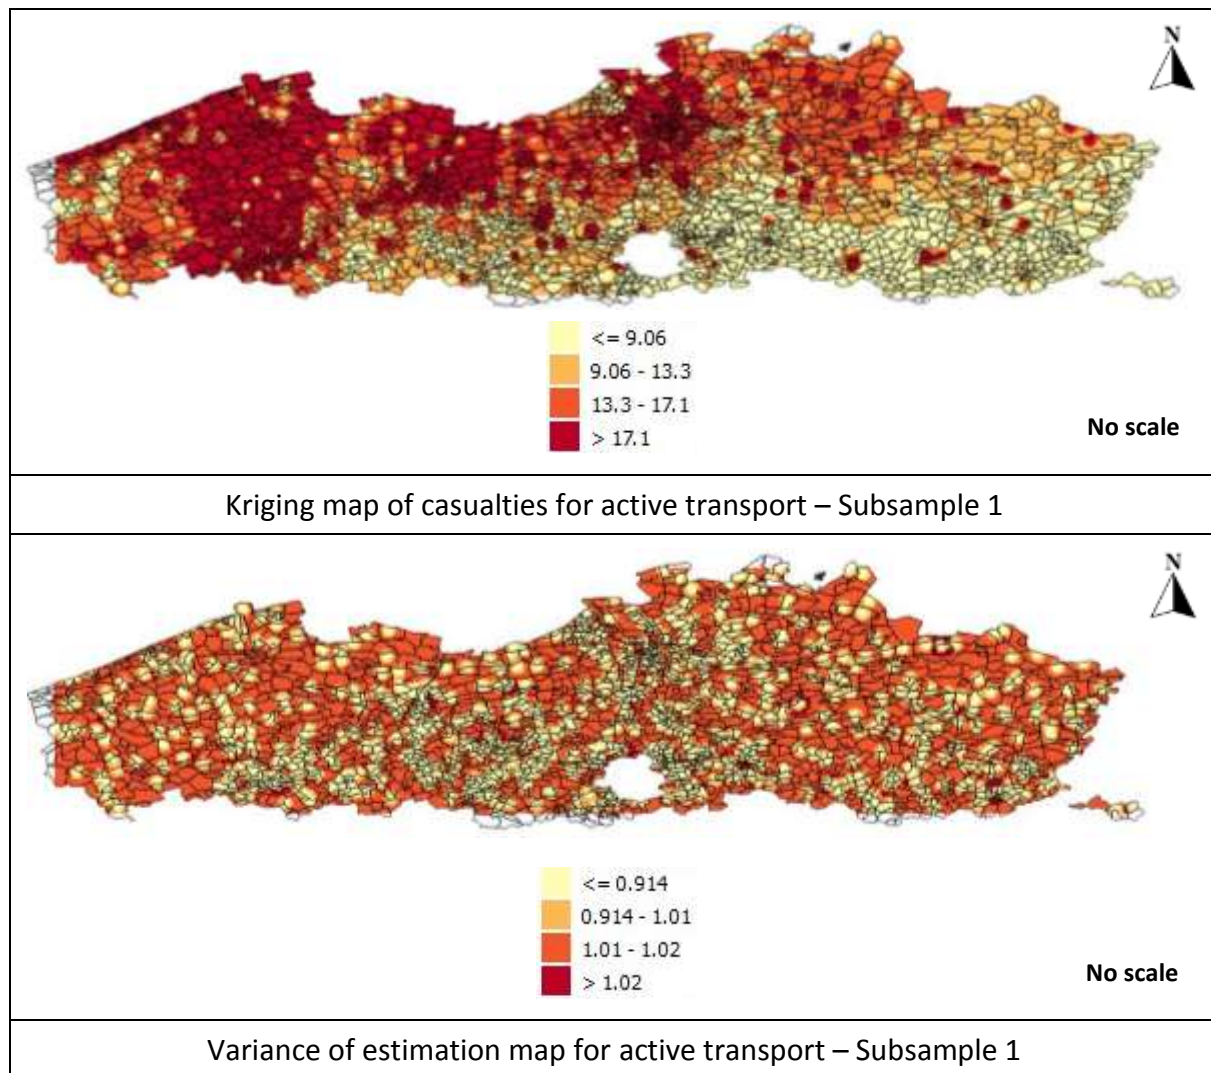 N
<= 9.06
9.06 - 13.3
13.3 - 17.1
> 17.1
No scale
Kriging map of casualties for active transport – Subsample 1
N
<= 0.914
0.914 - 1.01
1.01 - 1.02
> 1.02
No scale
Variance of estimation map for active transport – Subsample 1